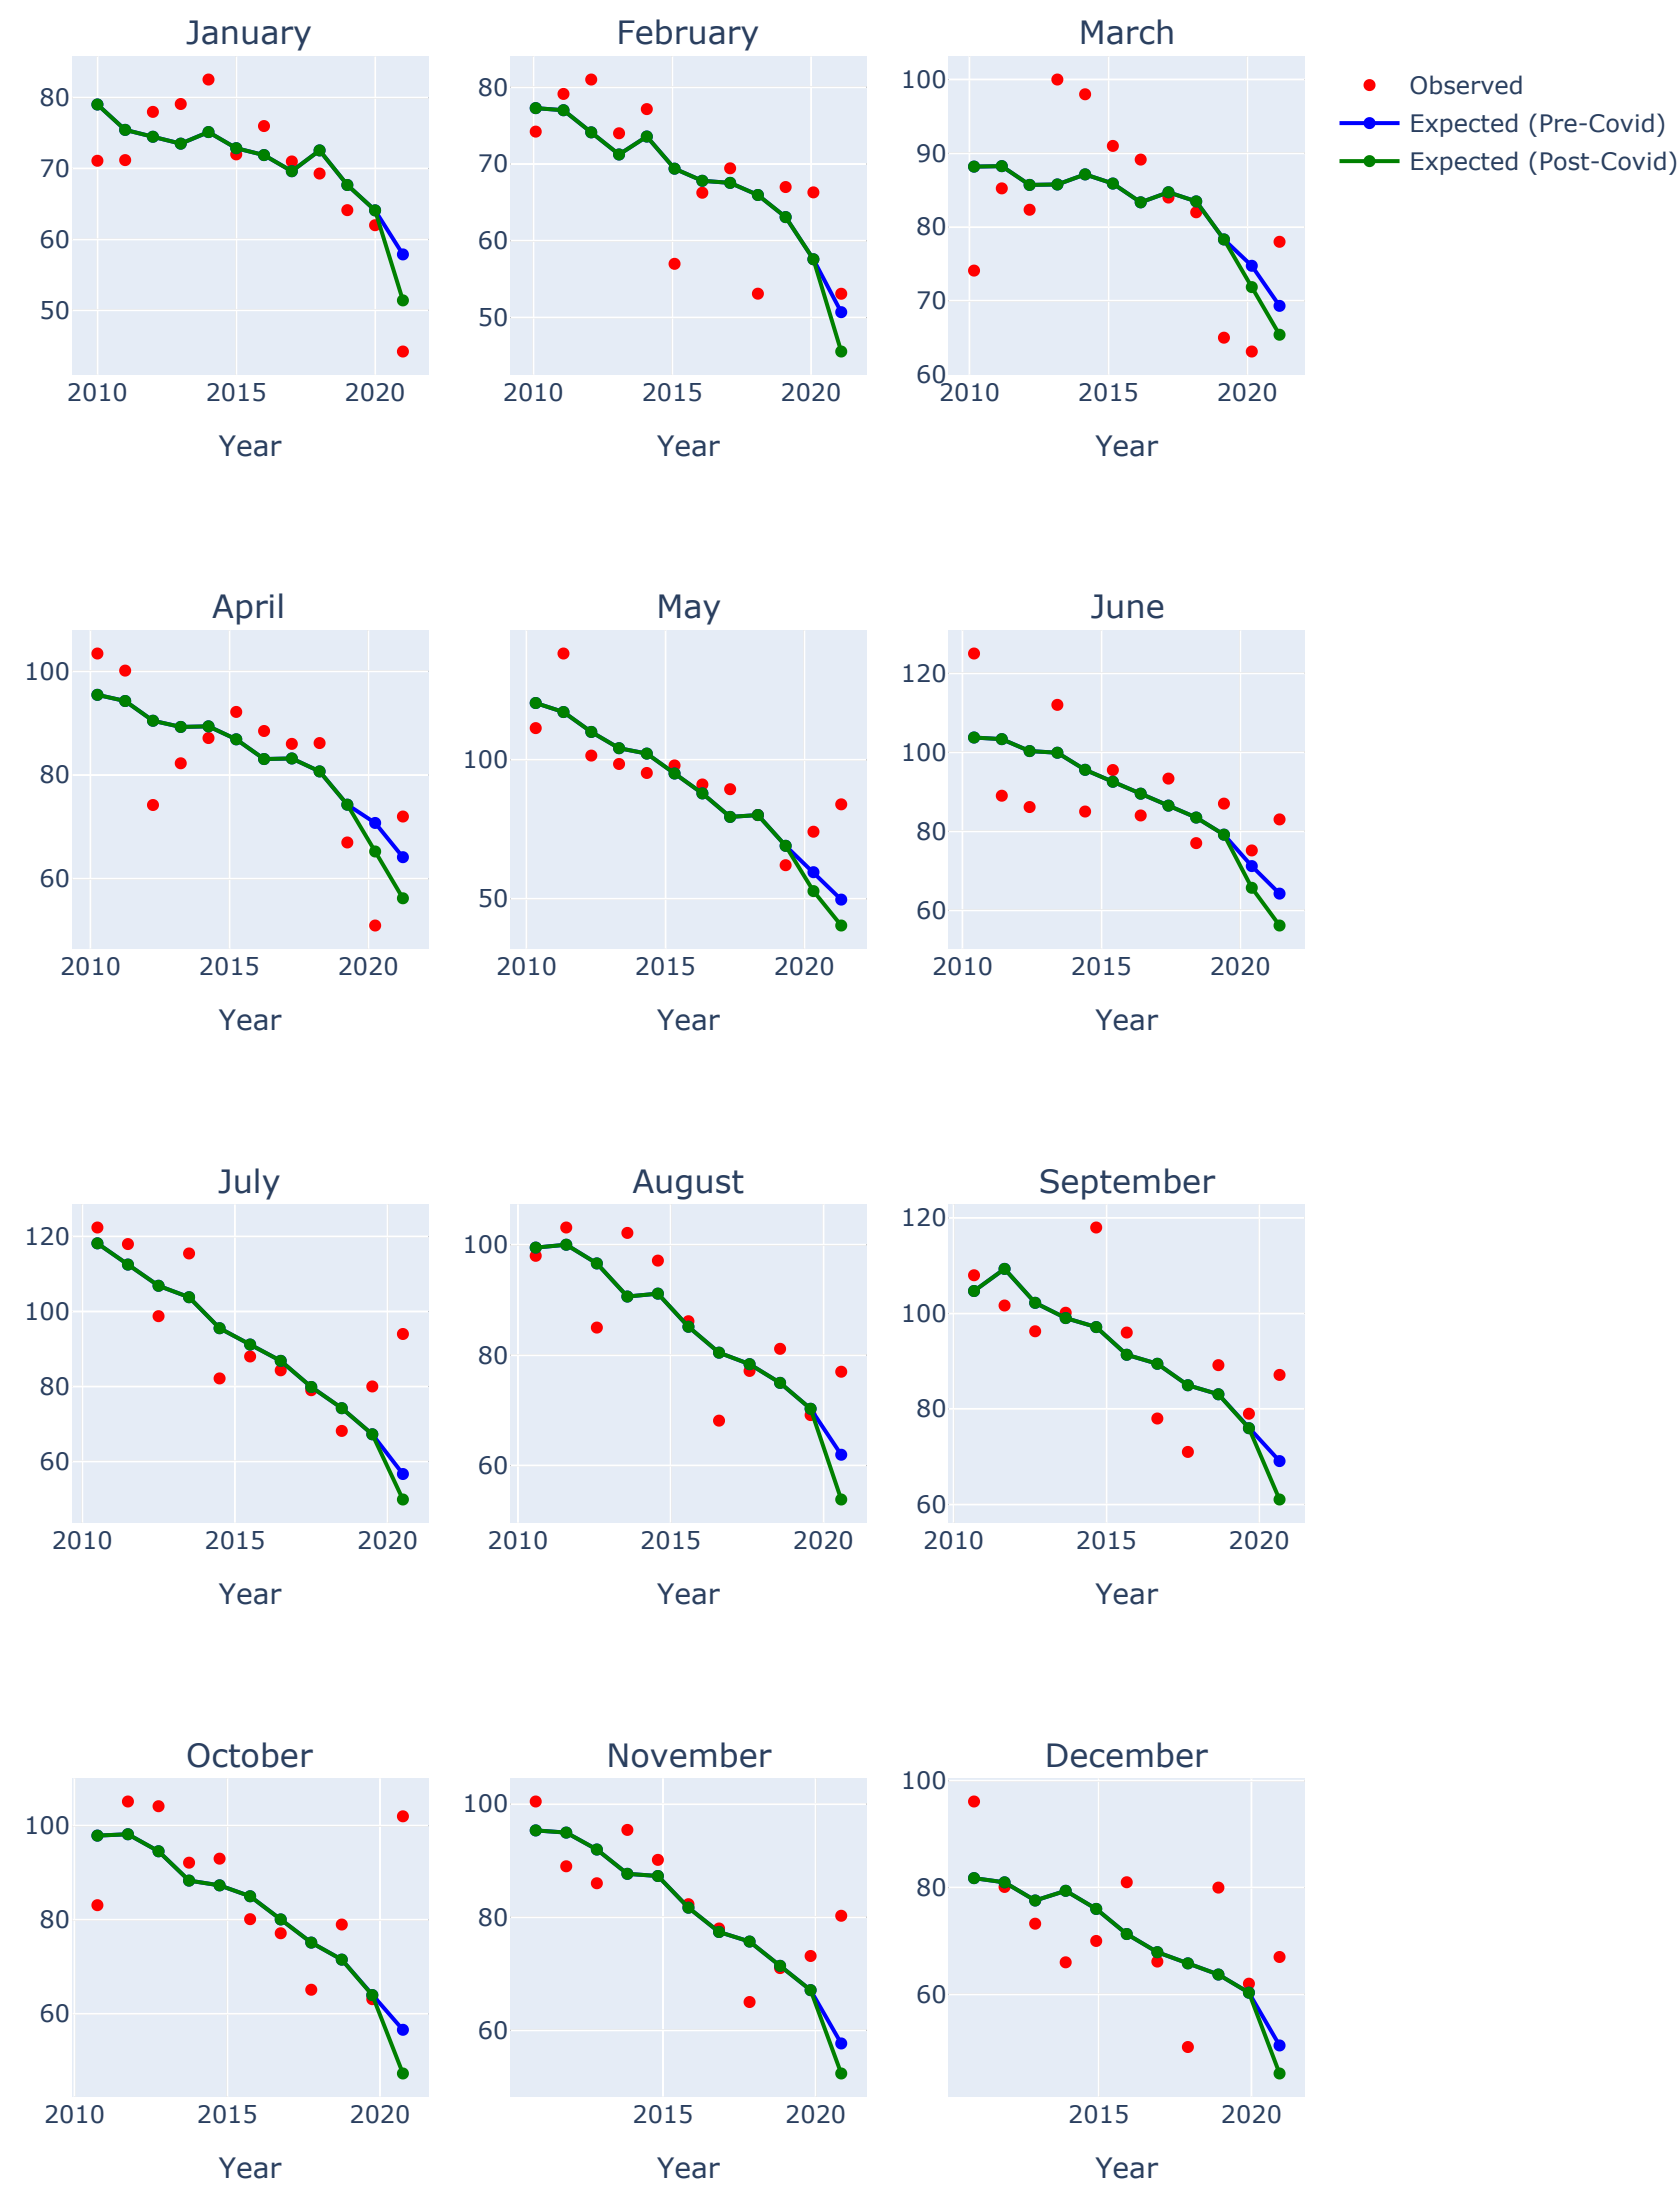 January
February
March
80
70
60
50
2010
2015
2020
Year
80
70
60
50
2010
2015
2020
Year
100
90
80
70
60
2010
2015
2020
Year
Observed
Expected (Pre-Covid)
Expected (Post-Covid)
April
May
June
100
80
60
2010
2015
2020
Year
100
50
2010
2015
2020
Year
120
100
80
60
2010
2015
2020
Year
July
August
September
120
100
80
60
2010
2015
2020
Year
100
80
60
2010
2015
2020
Year
120
100
80
60
2010
2015
2020
Year
October
November
December
100
80
60
2010
2015
2020
Year
100
80
60
2015
2020
Year
100
80
60
2015
2020
Year